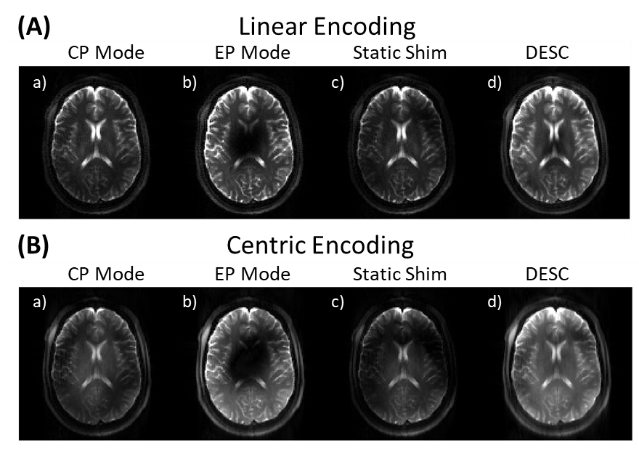 (A) Linear Encoding
CP Mode EP Mode Static Shim DESC
a) b) c) d)
(B) Centric Encoding
CP Mode EP Mode Static Shim DESC
a) b) c) d)